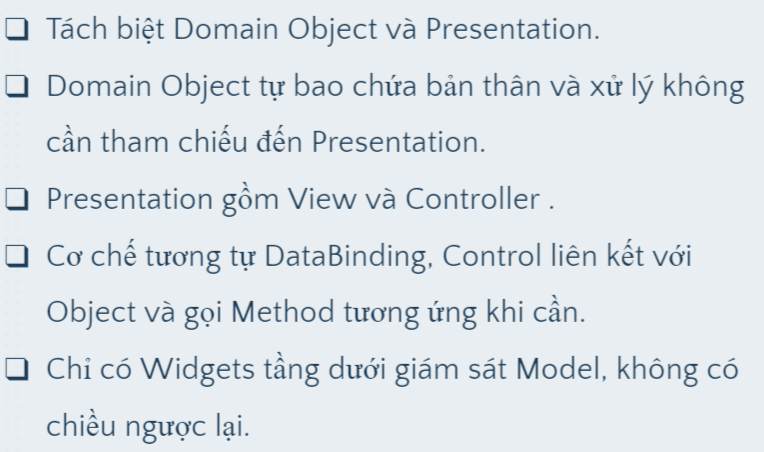 ❑ Tách biệt Domain Object và Presentation.
❑ Domain Object tự bao chứa bản thân và xử lý không
cần tham chiếu đến Presentation.
❑ Presentation gồm View và Controller .
❑ Cơ chế tương tự DataBinding, Control liên kết với
Object và gọi Method tương ứng khi cần.
❑ Chỉ có Widgets tầng dưới giám sát Model, không có
chiều ngược lại.